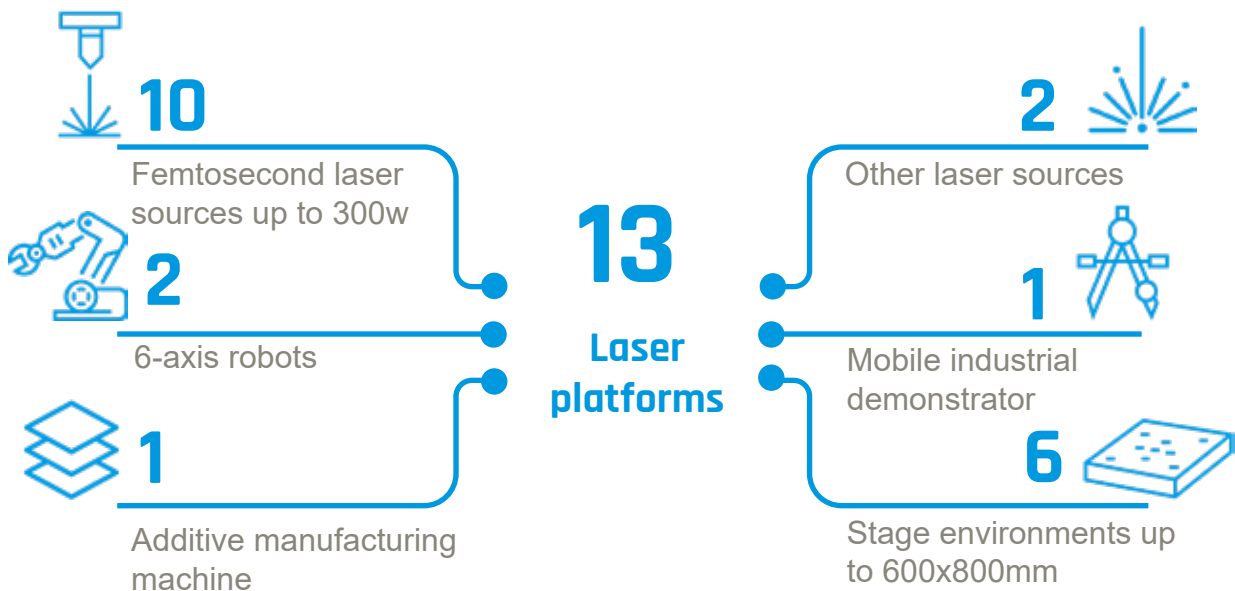 10
Femtosecond laser
sources up to 300w
2
6-axis robots
1
Additive manufacturing
machine
13
Laser
platforms
2
Other laser sources
1
Mobile industrial
demonstrator
6
Stage environments up
to 600x800mm